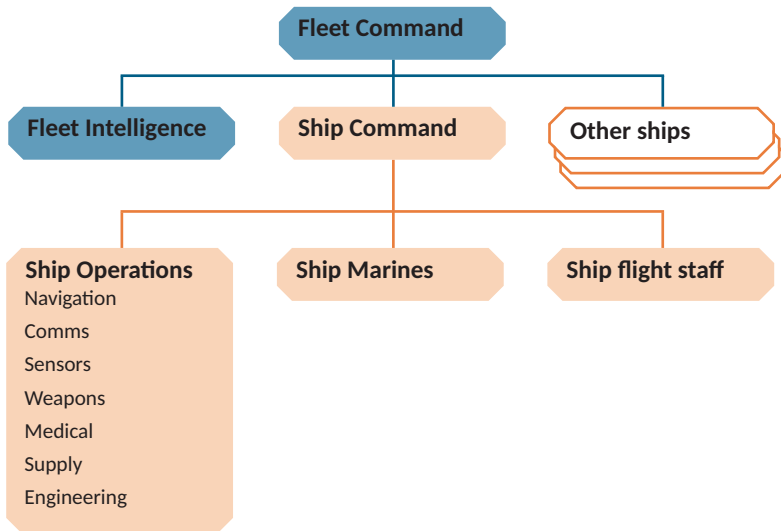 Fleet Command
Fleet Intelligence
Ship Command
Other ships
Ship Operations
Navigation
Comms
Sensors
Weapons
Medical
Supply
Engineering
Ship Marines
Ship flight staff